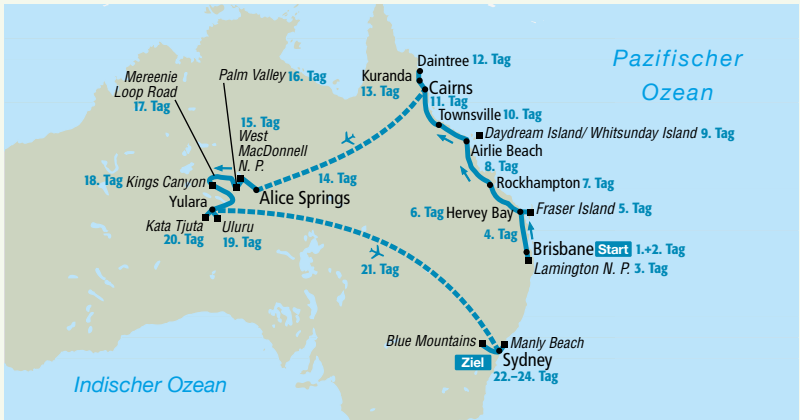 Pazifischer
Ozean
Daintree 12. Tag
Kuranda
13. Tag
Cairns
11. Tag
Townsville 10. Tag
Daydream Island/ Whitsunday Island 9. Tag
Airlie Beach
8. Tag
Rockhampton 7. Tag
6. Tag Hervey Bay
Fraser Island 5. Tag
4. Tag
Brisbane Start 1.+2. Tag
Lamington N. P. 3. Tag
Mereenie
Loop Road
17. Tag
Palm Valley 16. Tag
15. Tag
West
MacDonnell
N. P.
14. Tag
18. Tag Kings Canyon
Alice Springs
Yulara
Kata Tjuta
20. Tag
Uluru
19. Tag
21. Tag
Blue Mountains
Manly Beach
Ziel
Sydney
22.–24. Tag
Indischer Ozean